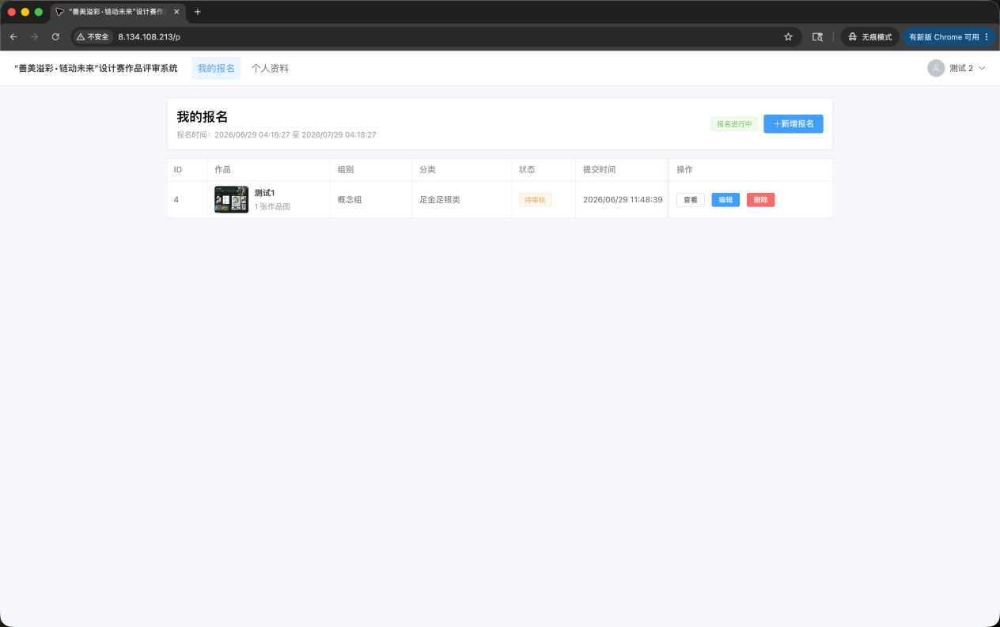 “善美溢彩·链动未来”设计赛作
不安全
8.134.108.213/p
无痕模式
有新版 Chrome 可用
“善美溢彩·链动未来”设计赛作品评审系统
我的报名
个人资料
测试 2
我的报名
报名时间：2026/06/29 04:18:27 至 2026/07/29 04:18:27
报名进行中
+新增报名
ID 作品 组别 分类 状态 提交时间 操作
4 测试1 概念组 足金足银类 待审核 2026/06/29 11:48:39 查看 编辑 删除
1 张作品图